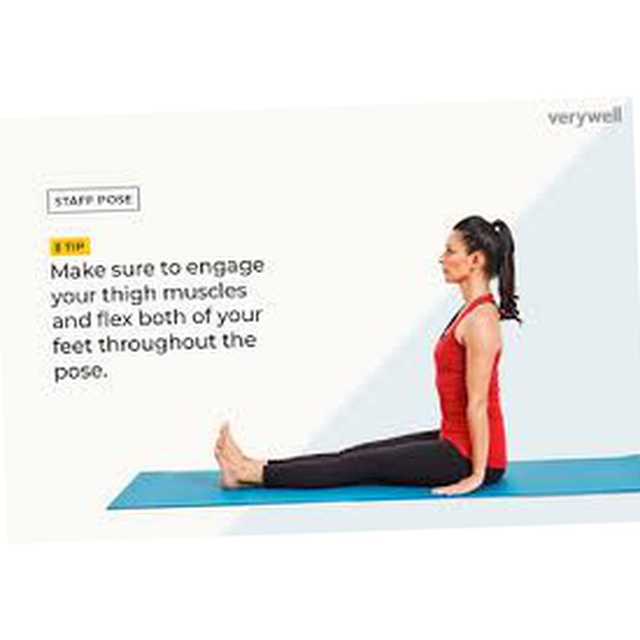 verywell
STAFF POSE
TIP
Make sure to engage
your thigh muscles
and flex both of your
feet throughout the
pose.